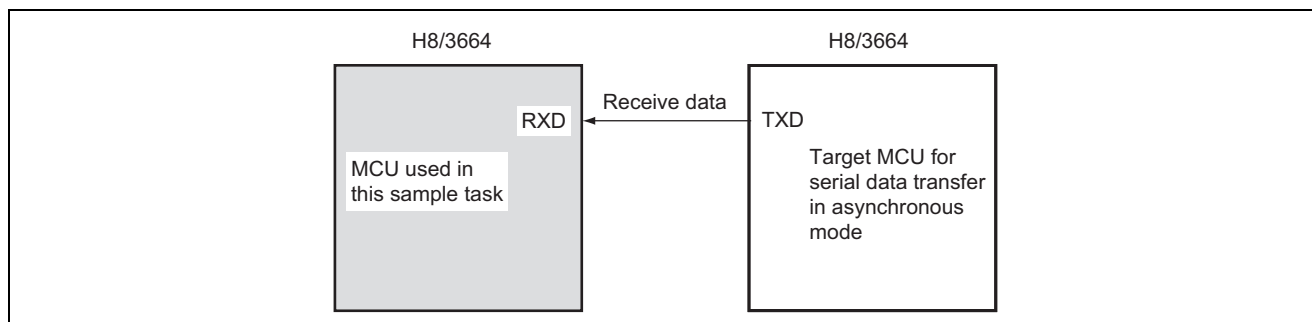 H8/3664
H8/3664
RXD
Receive data
TXD
MCU used in
this sample task
Target MCU for
serial data transfer
in asynchronous
mode